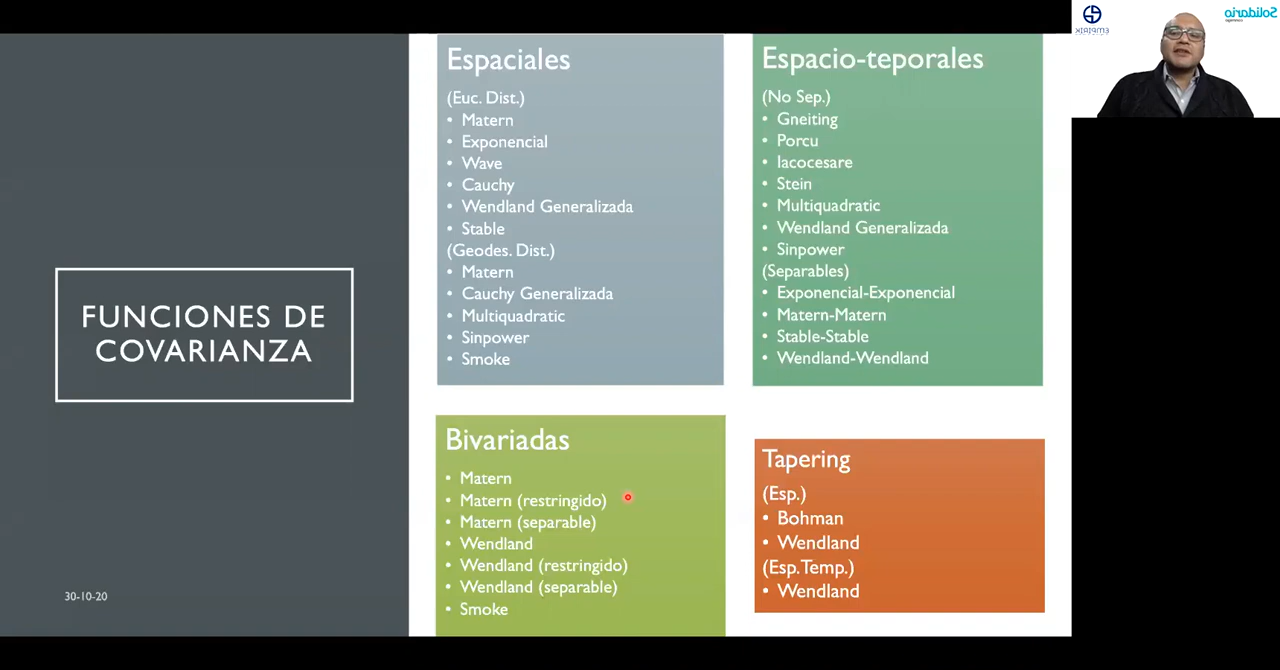 FUNCIONES DE
COVARIANZA
30-10-20
Espaciales
(Euc. Dist.)
• Matern
• Exponencial
• Wave
• Cauchy
• Wendland Generalizada
• Stable
(Geodes. Dist.)
• Matern
• Cauchy Generalizada
• Multiquadratic
• Sinpower
• Smoke
Espacio-teporales
(No Sep.)
• Gneiting
• Porcu
• Iacocesare
• Stein
• Multiquadratic
• Wendland Generalizada
• Sinpower
(Separables)
• Exponencial-Exponencial
• Matern-Matern
• Stable-Stable
• Wendland-Wendland
Bivariadas
• Matern
• Matern (restringido)
• Matern (separable)
• Wendland
• Wendland (restringido)
• Wendland (separable)
• Smoke
Tapering
(Esp.)
• Bohman
• Wendland
(Esp.Temp.)
• Wendland
EMPIRIK
Solidario